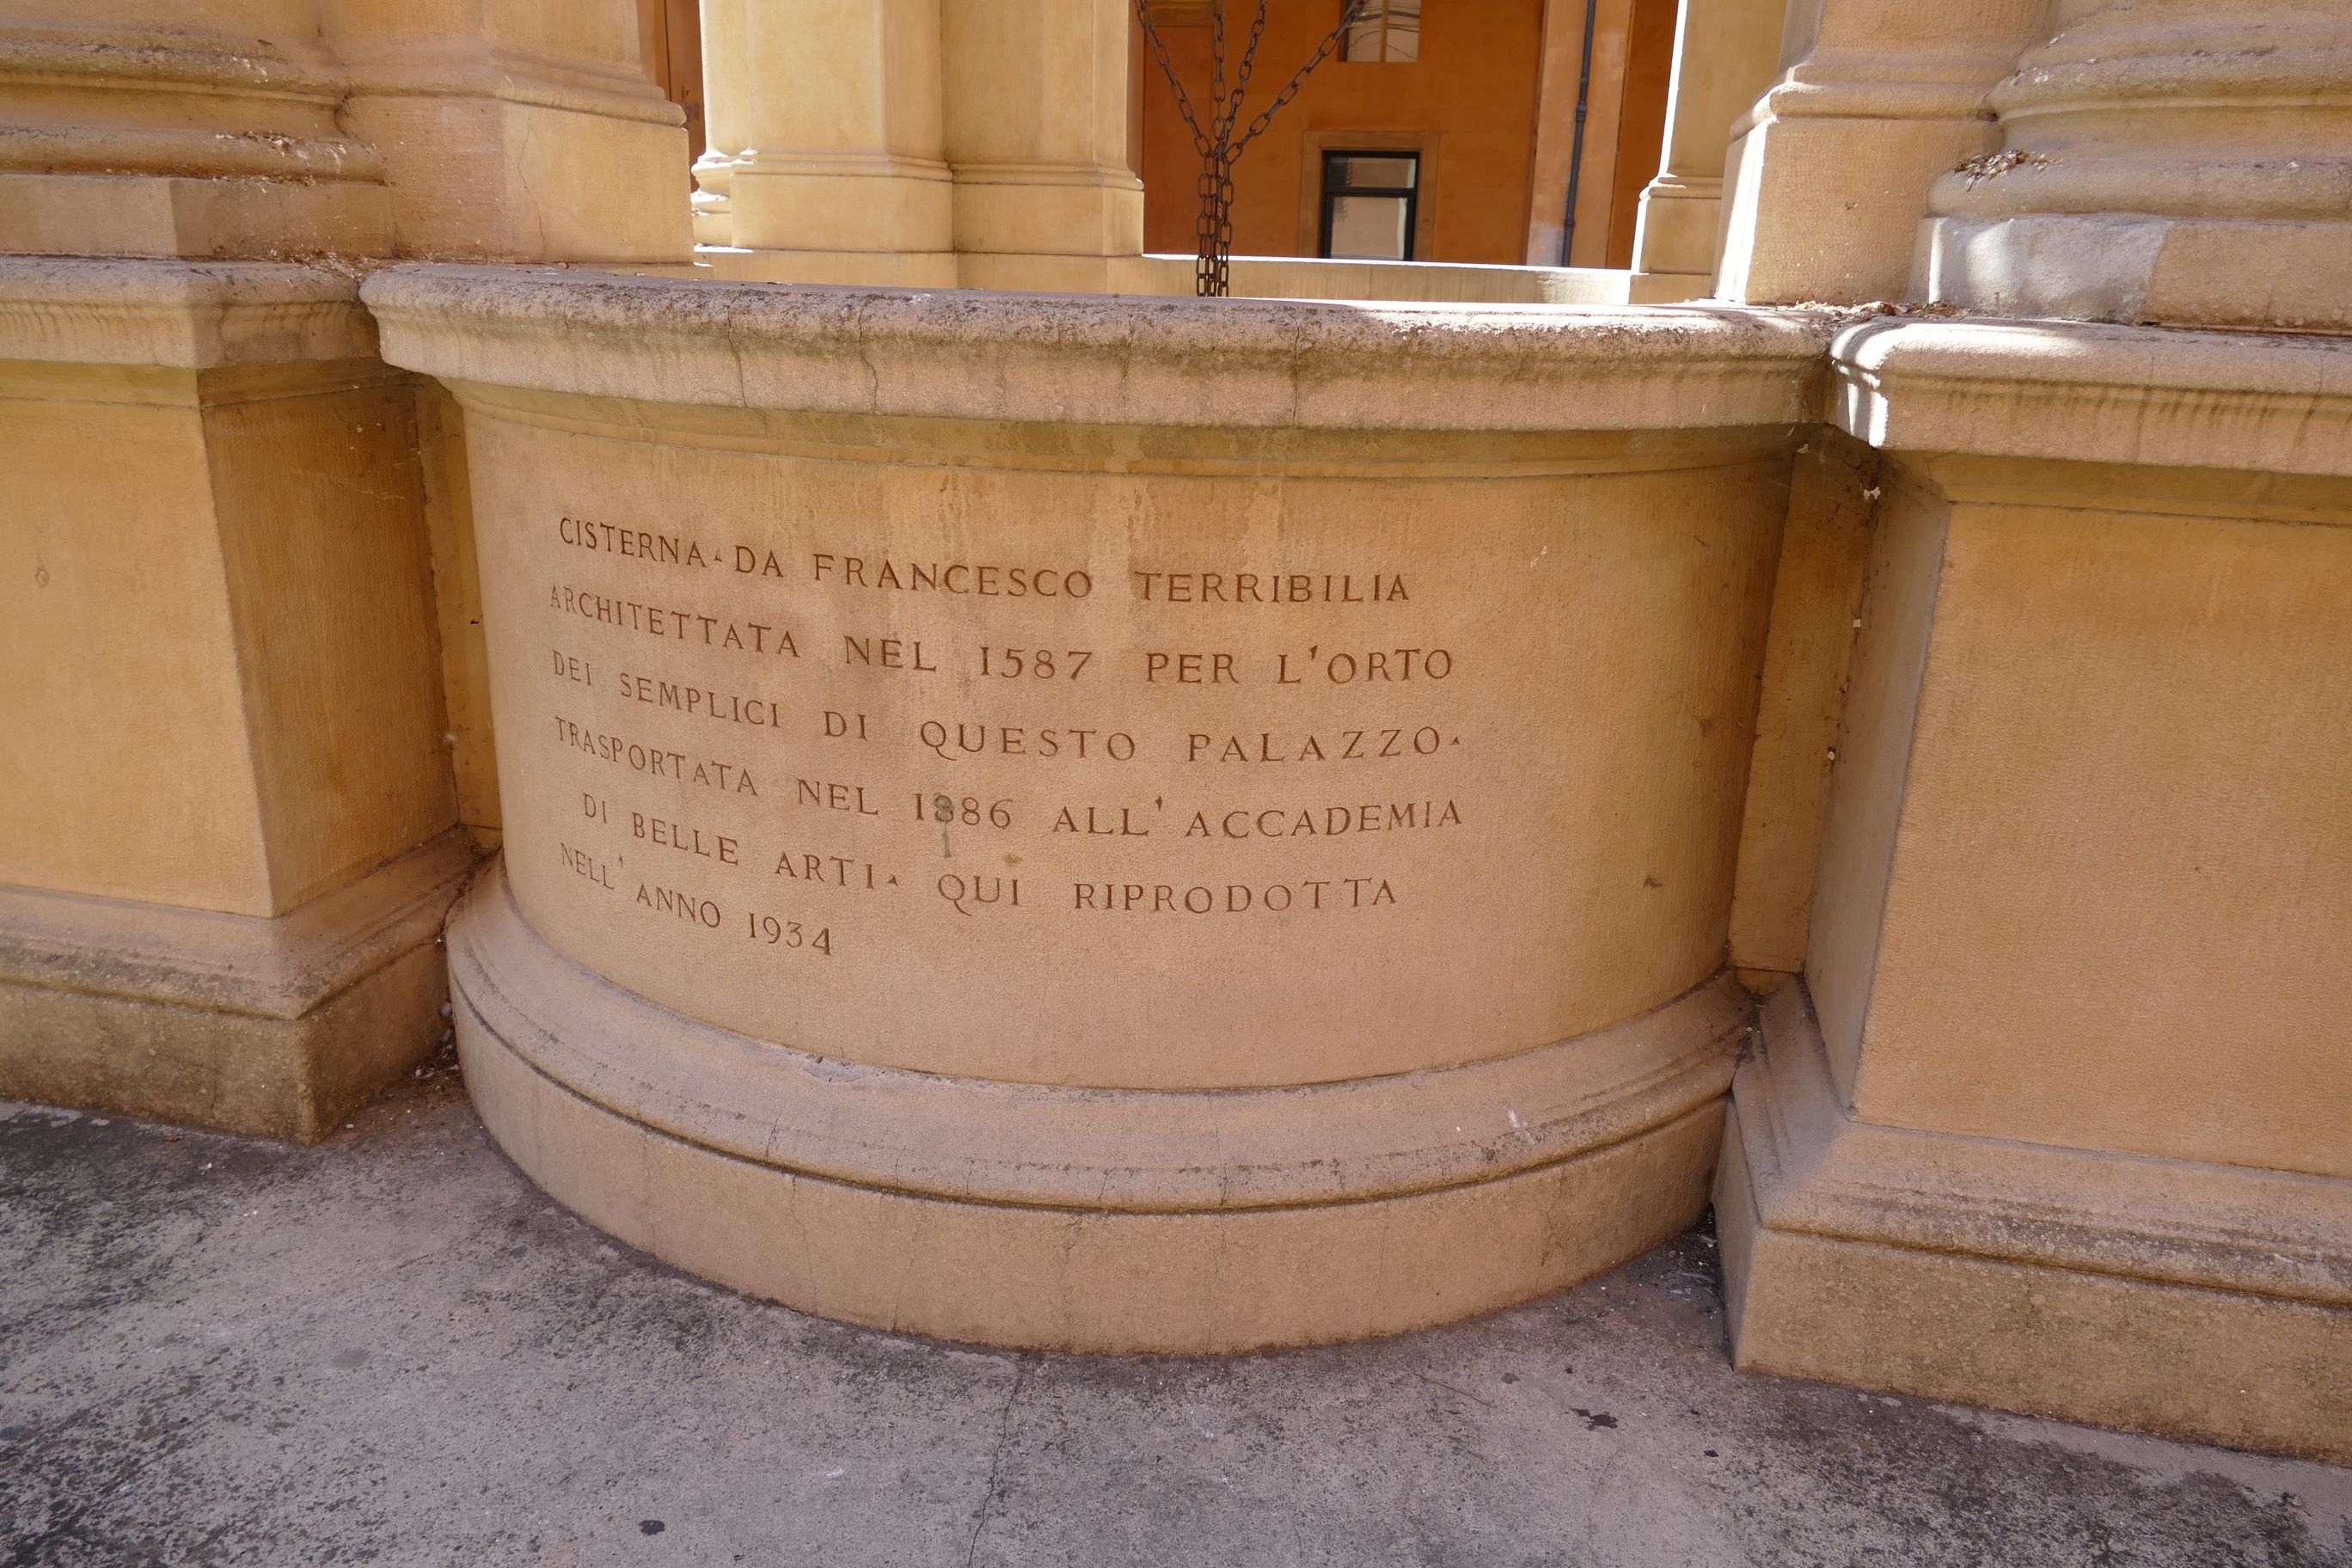 CISTERNA · DA FRANCESCO TERRIBILIA
ARCHITETTATA NEL 1587 PER L'ORTO
DEI SEMPLICI DI QUESTO PALAZZO ·
TRASPORTATA NEL 1886 ALL' ACCADEMIA
DI BELLE ARTI · QUI RIPRODOTTA
NELL' ANNO 1934